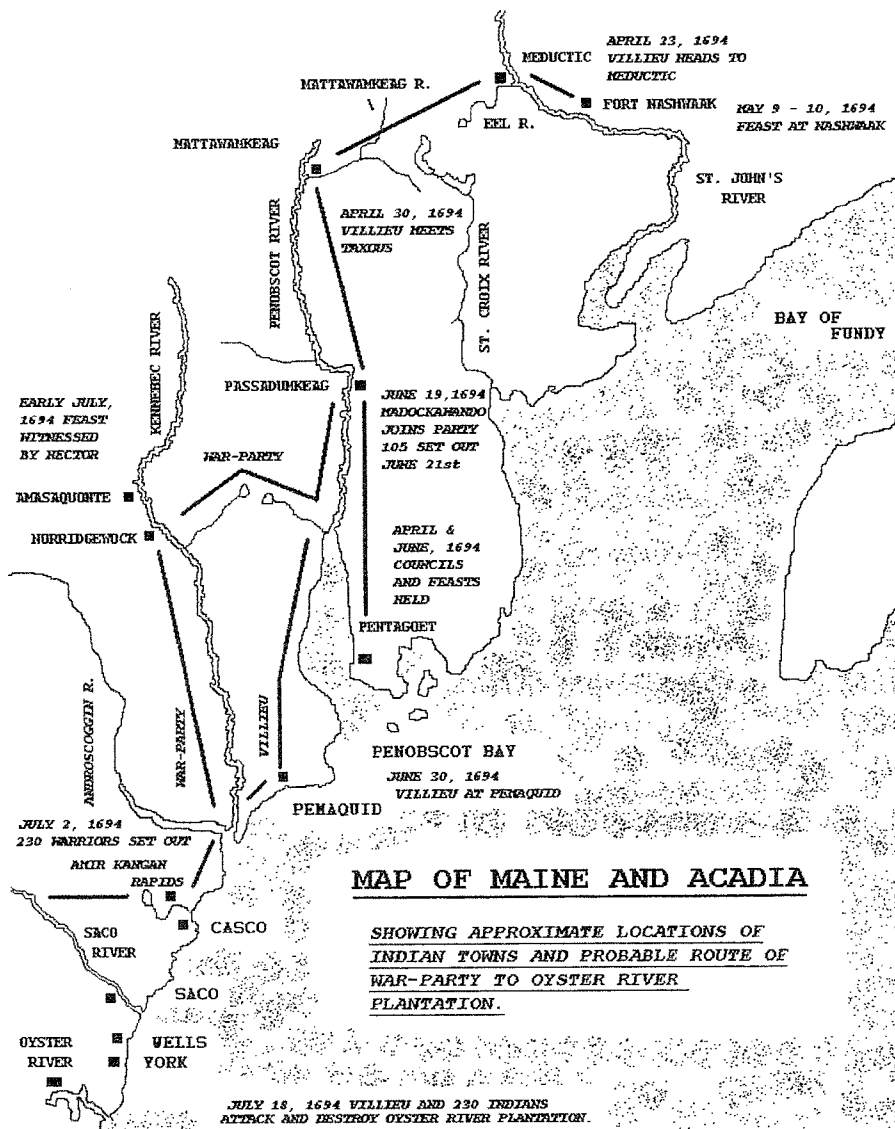 APRIL 23, 1694
VILLIEU HEADS TO
MEDUCTIC
MEDUCTIC
MATTAWAMKEAG R.
FORT NASHWAAK
MAY 9 - 10, 1694
FEAST AT NASHWAAK
EEL R.
MATTAWAMKEAG
ST. JOHN'S
RIVER
APRIL 30, 1694
VILLIEU MEETS
TAXOUS
PENOBSCOT RIVER
ST. CROIX RIVER
BAY OF
FUNDY
KENNEBEC RIVER
PASSADUMKEAG
JUNE 19,1694
MADOCKAWANDO
JOINS PARTY
105 SET OUT
JUNE 21st
EARLY JULY,
1694 FEAST
WITNESSED
BY HECTOR
WAR-PARTY
AMASAQUONTE
NORRIDGEWOCK
APRIL &
JUNE, 1694
COUNCILS
AND FEASTS
HELD
PENTAGOET
ANDROSCOGGIN R.
WAR-PARTY
VILLIEU
PENOBSCOT BAY
JUNE 30, 1694
VILLIEU AT PEMAQUID
PEMAQUID
JULY 2, 1694
230 WARRIORS SET OUT
AMIR KANGAN
RAPIDS
MAP OF MAINE AND ACADIA
SACO
RIVER
CASCO
SHOWING APPROXIMATE LOCATIONS OF
INDIAN TOWNS AND PROBABLE ROUTE OF
WAR-PARTY TO OYSTER RIVER
PLANTATION.
SACO
OYSTER
RIVER
WELLS
YORK
JULY 18, 1694 VILLIEU AND 230 INDIANS
ATTACK AND DESTROY OYSTER RIVER PLANTATION.